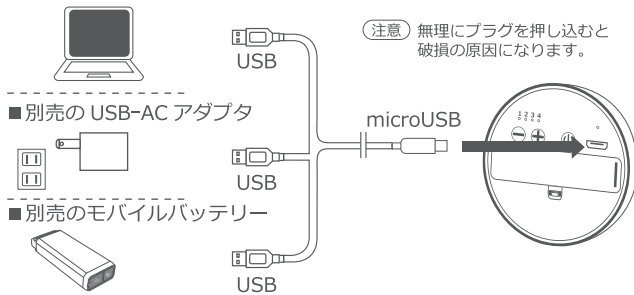 USB
注意 無理にプラグを押し込むと
破損の原因になります。
■別売の USB-AC アダプタ
microUSB
1 2 3 4
USB
■別売のモバイルバッテリー
USB